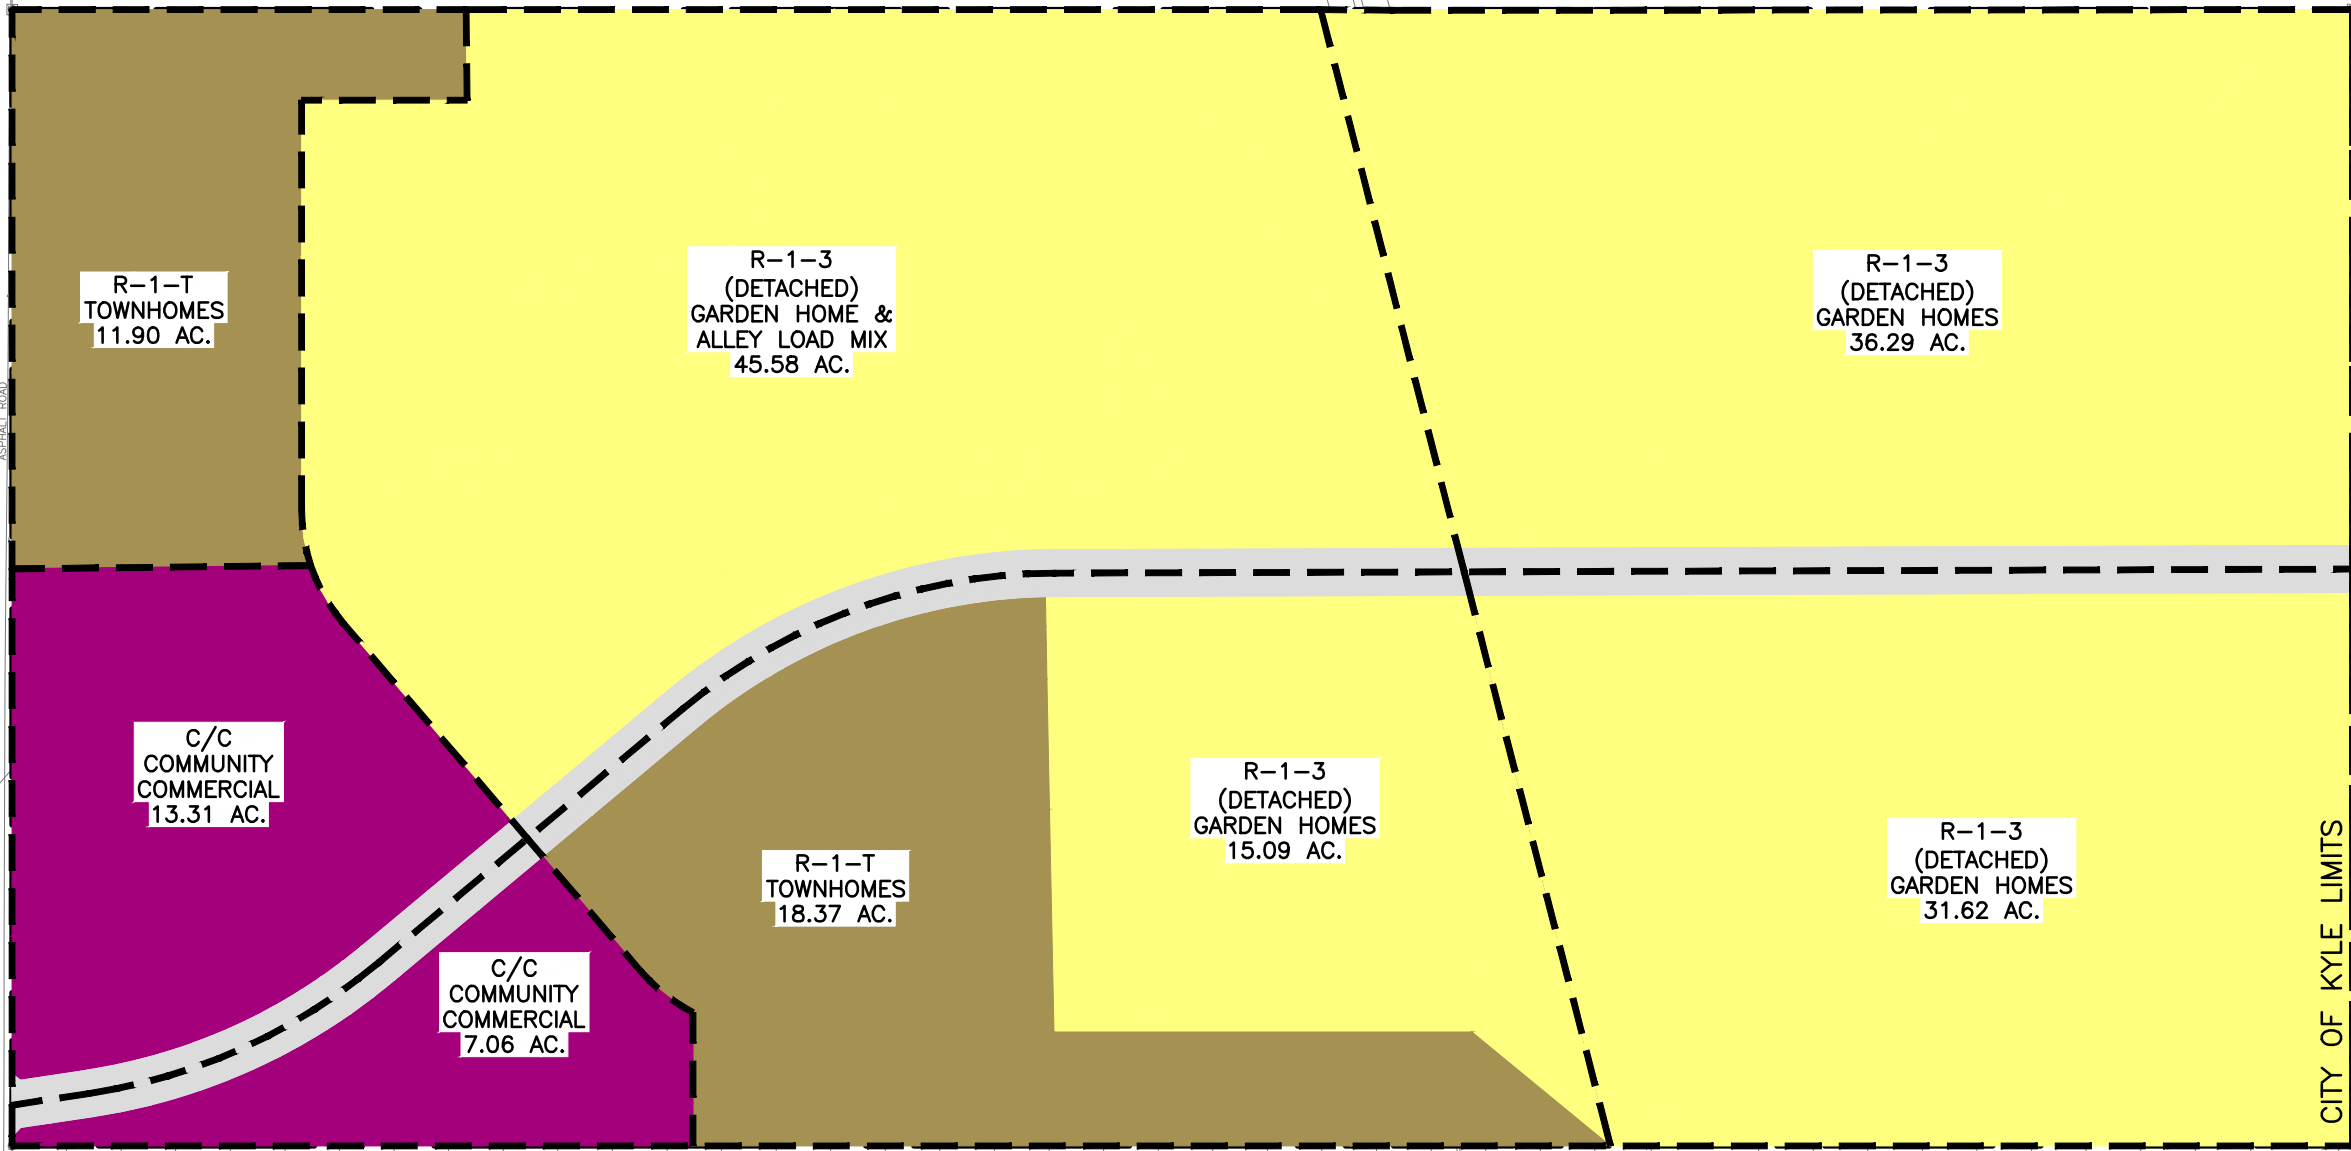 R-1-T
TOWNHOMES
11.90 AC.
R-1-3
(DETACHED)
GARDEN HOME &
ALLEY LOAD MIX
45.58 AC.
R-1-3
(DETACHED)
GARDEN HOMES
36.29 AC.
ASPHALT ROAD
C/C
COMMUNITY
COMMERCIAL
13.31 AC.
R-1-3
(DETACHED)
GARDEN HOMES
15.09 AC.
R-1-T
TOWNHOMES
18.37 AC.
R-1-3
(DETACHED)
GARDEN HOMES
31.62 AC.
C/C
COMMUNITY
COMMERCIAL
7.06 AC.
CITY OF KYLE LIMITS